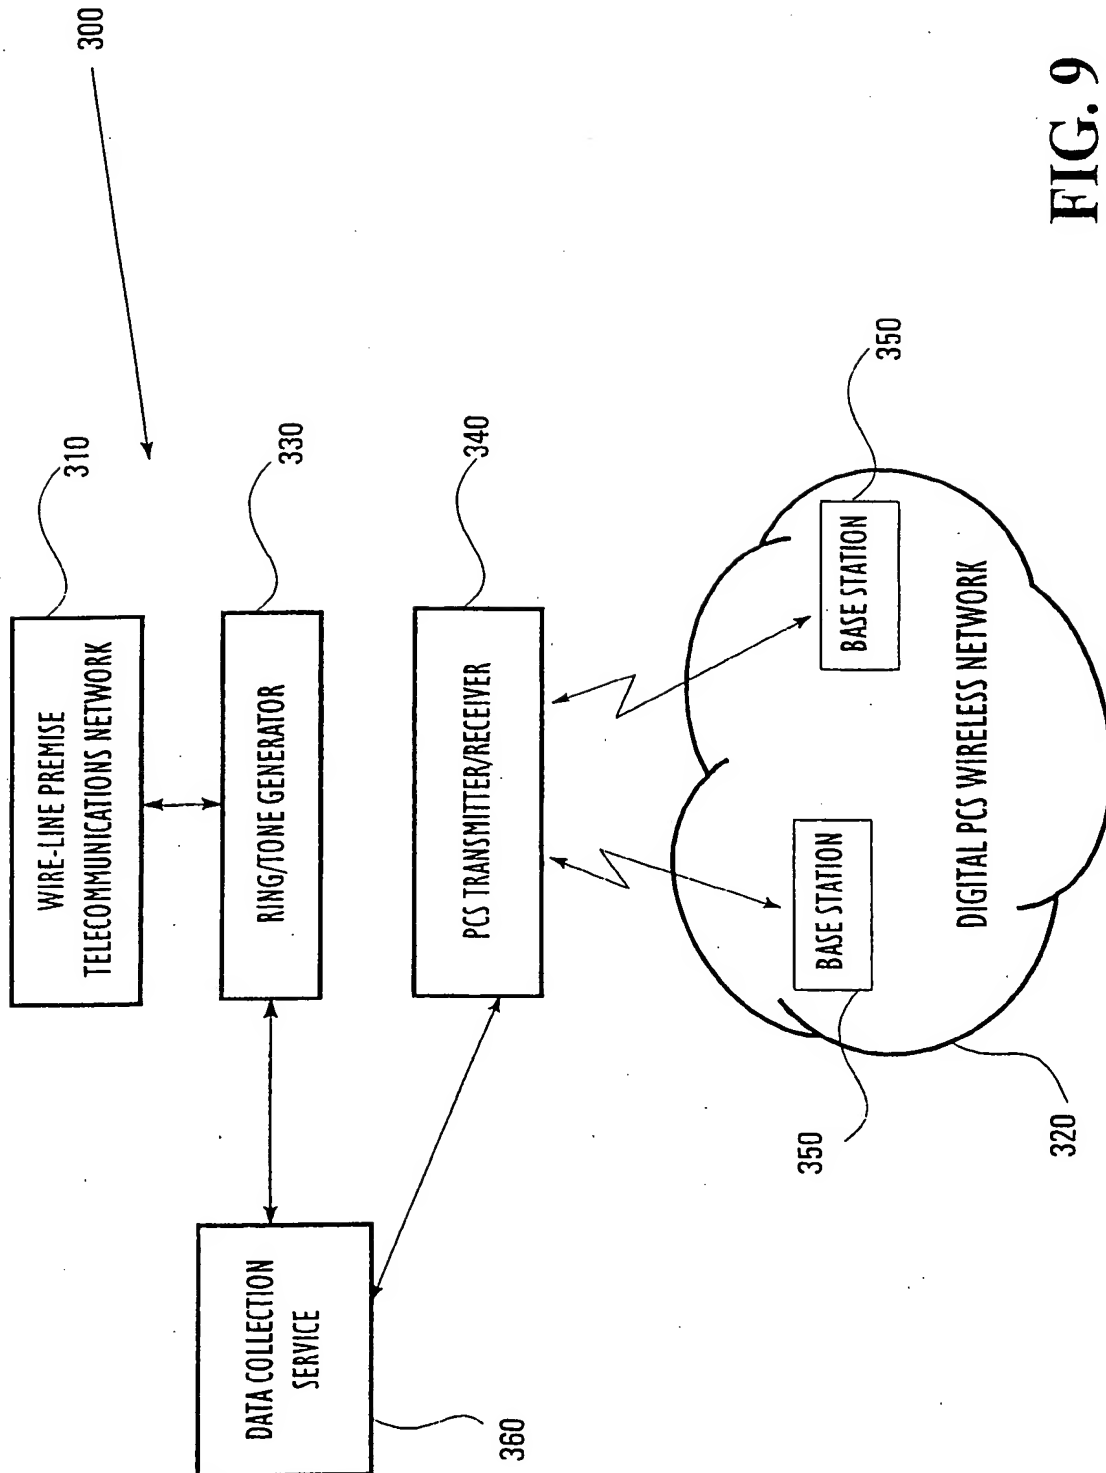 300
310
WIRE-LINE PREMISE
TELECOMMUNICATIONS NETWORK
330
RING/TONE GENERATOR
340
PCS TRANSMITTER/RECEIVER
DATA COLLECTION
SERVICE
360
350
BASE STATION
BASE STATION
350
DIGITAL PCS WIRELESS NETWORK
320
FIG. 9